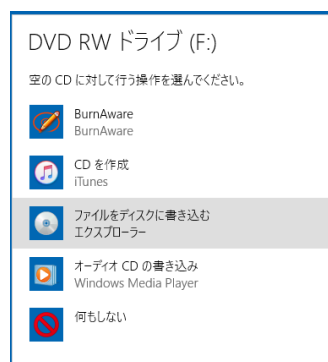 DVD RW ドライブ (F:)
空の CD に対して行う操作を選んでください。
BurnAware
BurnAware
CD を作成
iTunes
ファイルをディスクに書き込む
エクスプローラー
オーディオ CD の書き込み
Windows Media Player
何もしない